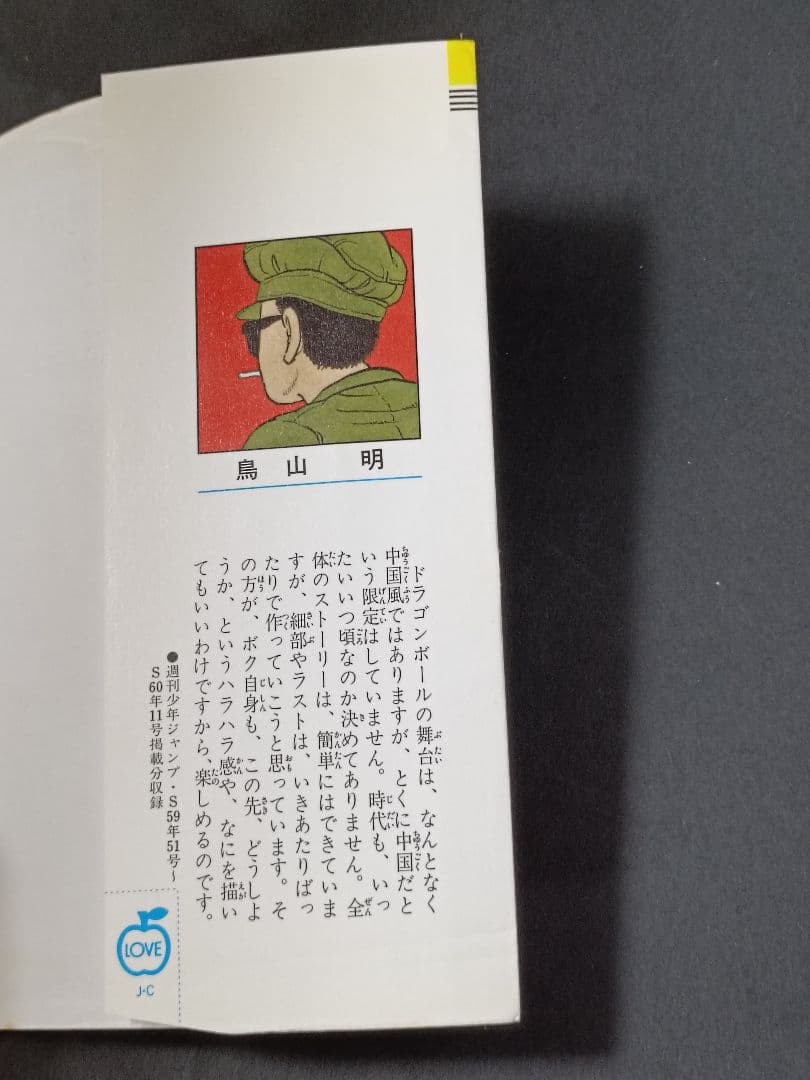 鳥山 明
ドラゴンボールの舞台は、なんとなく
中国風ではありますが、とくに中国だと
いう限定はしていません。時代も、いっ
たいいつ頃なのか決めてありません。全
体のストーリーは、簡単にはできていま
すが、細部やラストは、いきあたりばっ
たりで作っていこうと思っています。そ
の方が、ボク自身も、この先、どうしよ
うか、というハラハラ感や、なにを描い
てもいいわけですから、楽しめるのです。
●週刊少年ジャンプ・S59年51号〜
S60年11号掲載分収録
LOVE
J・C